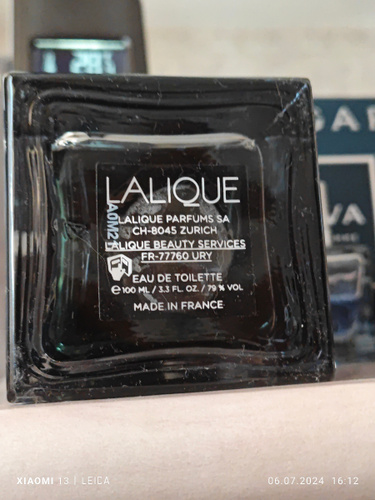 LALIQUE
LALIQUE PARFUMS SA
CH-8045 ZURICH
LALIQUE BEAUTY SERVICES
FR-77760 URY
EAU DE TOILETTE
℮100 ML / 3.3 FL. OZ. / 79 % VOL
MADE IN FRANCE
XIAOMI 13 | LEICA
06.07.2024 16:12